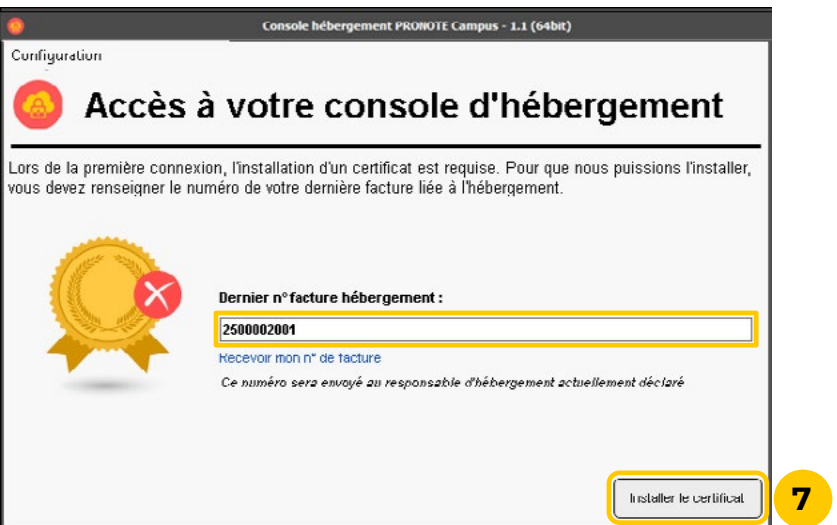 Console hébergement PRONOTE Campus - 1.1 (64bit)
Configuration
Accès à votre console d'hébergement
Lors de la première connexion, l'installation d'un certificat est requise. Pour que nous puissions l'installer,
vous devez renseigner le numéro de votre dernière facture liée à l'hébergement.
Dernier n° facture hébergement :
2500002001
Recevoir mon n° de facture
Ce numéro sera envoyé au responsable d'hébergement actuellement déclaré
Installer le certificat
7